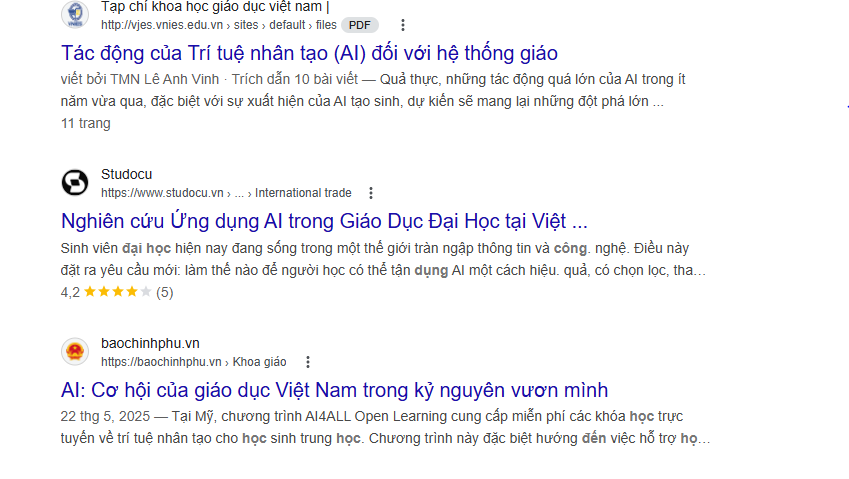 Tạp chí khoa học giáo dục việt nam |
http://vjes.vnies.edu.vn › sites › default › files PDF
Tác động của Trí tuệ nhân tạo (AI) đối với hệ thống giáo
viết bởi TMN Lê Anh Vinh · Trích dẫn 10 bài viết — Quả thực, những tác động quá lớn của AI trong ít
năm vừa qua, đặc biệt với sự xuất hiện của AI tạo sinh, dự kiến sẽ mang lại những đột phá lớn ...
11 trang
Studocu
https://www.studocu.vn › ... › International trade
Nghiên cứu Ứng dụng AI trong Giáo Dục Đại Học tại Việt ...
Sinh viên đại học hiện nay đang sống trong một thế giới tràn ngập thông tin và công. nghệ. Điều này
đặt ra yêu cầu mới: làm thế nào để người học có thể tận dụng AI một cách hiệu. quả, có chọn lọc, tha...
4,2 ★★★★★ (5)
baochinhphu.vn
https://baochinhphu.vn › Khoa giáo
AI: Cơ hội của giáo dục Việt Nam trong kỷ nguyên vươn mình
22 thg 5, 2025 — Tại Mỹ, chương trình AI4ALL Open Learning cung cấp miễn phí các khóa học trực
tuyến về trí tuệ nhân tạo cho học sinh trung học. Chương trình này đặc biệt hướng đến việc hỗ trợ họ...